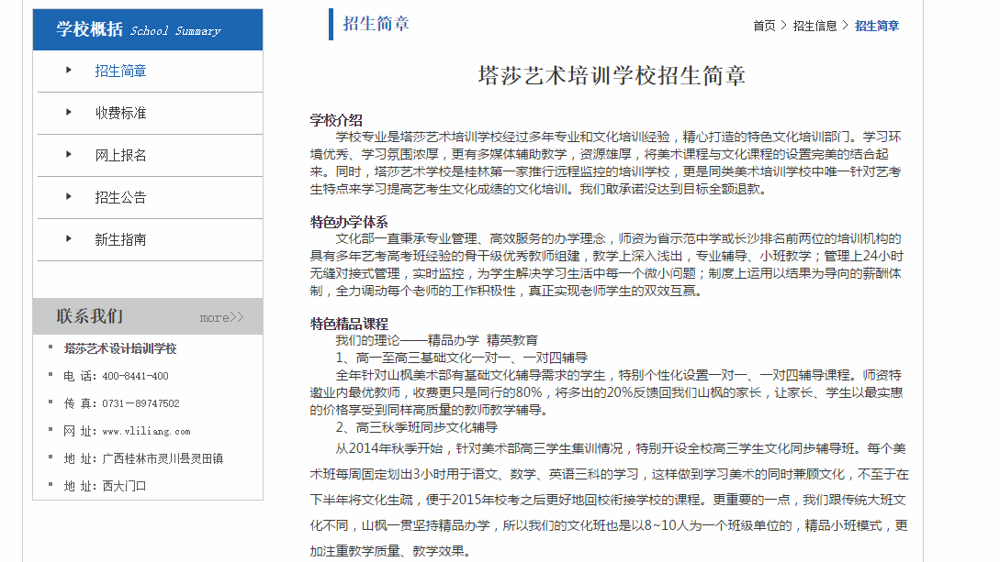 学校概括 School Summary
招生简章
收费标准
网上报名
招生公告
新生指南
联系我们 more>>
塔莎艺术设计培训学校
电 话：400-8441-400
传 真：0731－89747502
网 址：www.vliliang.com
地 址：广西桂林市灵川县灵田镇
地 址：西大门口
招生简章
首页 > 招生信息 > 招生简章
塔莎艺术培训学校招生简章
学校介绍
学校专业是塔莎艺术培训学校经过多年专业和文化培训经验，精心打造的特色文化培训部门。学习环
境优秀、学习氛围浓厚，更有多媒体辅助教学，资源雄厚，将美术课程与文化课程的设置完美的结合起
来。同时，塔莎艺术学校是桂林第一家推行远程监控的培训学校，更是同类美术培训学校中唯一针对艺考
生特点来学习提高艺考生文化成绩的文化培训。我们敢承诺没达到目标全额退款。
特色办学体系
文化部一直秉承专业管理、高效服务的办学理念，师资为省示范中学或长沙排名前两位的培训机构的
具有多年艺考高考班经验的骨干级优秀教师组建，教学上深入浅出，专业辅导、小班教学；管理上24小时
无缝对接式管理，实时监控，为学生解决学习生活中每一个微小问题；制度上运用以结果为导向的薪酬体
制，全力调动每个老师的工作积极性，真正实现老师学生的双效互赢。
特色精品课程
我们的理论——精品办学 精英教育
1、高一至高三基础文化一对一、一对四辅导
全年针对山枫美术部有基础文化辅导需求的学生，特别个性化设置一对一、一对四辅导课程。师资特
邀业内最优教师，收费更只是同行的80%，将多出的20%反馈回我们山枫的家长，让家长、学生以最实惠
的价格享受到同样高质量的教师教学辅导。
2、高三秋季班同步文化辅导
从2014年秋季开始，针对美术部高三学生集训情况，特别开设全校高三学生文化同步辅导班。每个美
术班每周固定划出3小时用于语文、数学、英语三科的学习，这样做到学习美术的同时兼顾文化，不至于在
下半年将文化生疏，便于2015年校考之后更好地回校衔接学校的课程。更重要的一点，我们跟传统大班文
化不同，山枫一贯坚持精品办学，所以我们的文化班也是以8~10人为一个班级单位的，精品小班模式，更
加注重教学质量、教学效果。